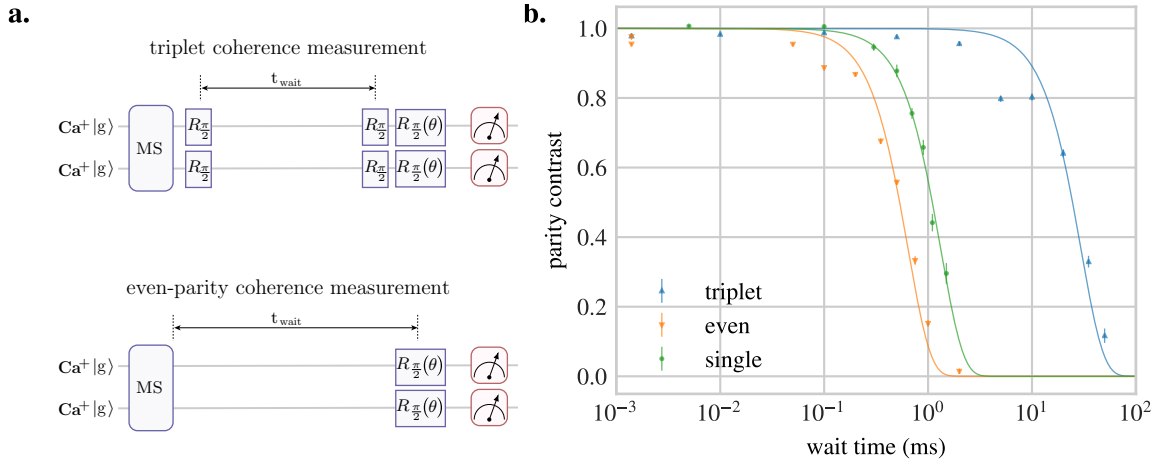 a.
triplet coherence measurement
t_wait
Ca⁺|g⟩ MS R_π/2 R_π/2 R_π/2(θ)
Ca⁺|g⟩ R_π/2 R_π/2 R_π/2(θ)
even-parity coherence measurement
t_wait
Ca⁺|g⟩ MS R_π/2(θ)
Ca⁺|g⟩ R_π/2(θ)
b.
parity contrast
1.0
0.8
0.6
0.4
0.2
0.0
triplet
even
single
10⁻³ 10⁻² 10⁻¹ 10⁰ 10¹ 10²
wait time (ms)